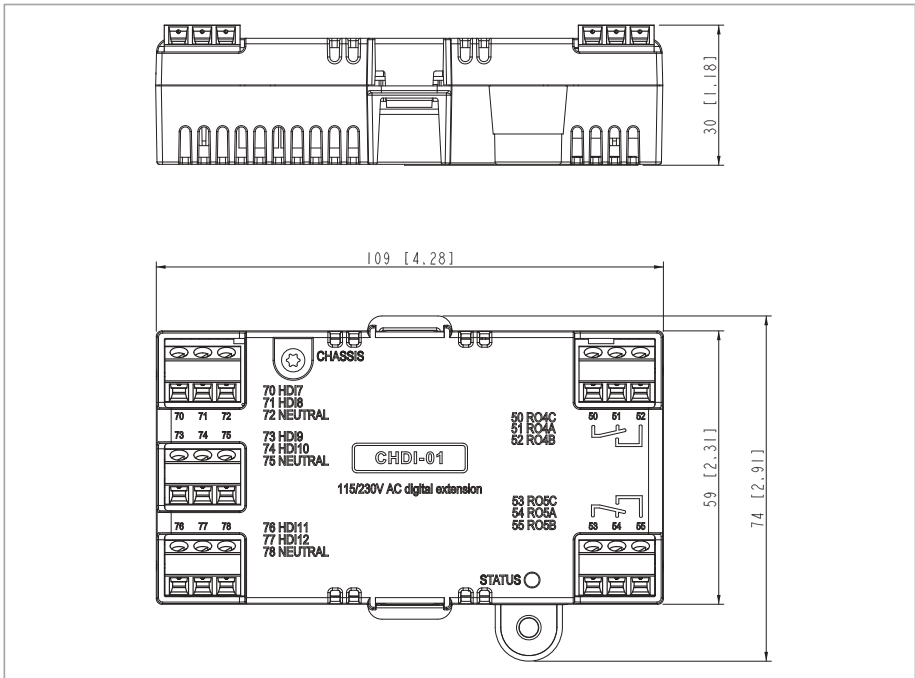 30 [1.18]
109 [4.28]
CHASSIS
70 HDI7
71 HDI8
72 NEUTRAL
70 71 72
73 74 75
73 HDI9
74 HDI10
75 NEUTRAL
CHDI-01
115/230V AC digital extension
50 RO4C
51 RO4A
52 RO4B
50 51 52
53 RO5C
54 RO5A
55 RO5B
53 54 55
76 77 78
76 HDI11
77 HDI12
78 NEUTRAL
STATUS
59 [2.31]
74 [2.91]